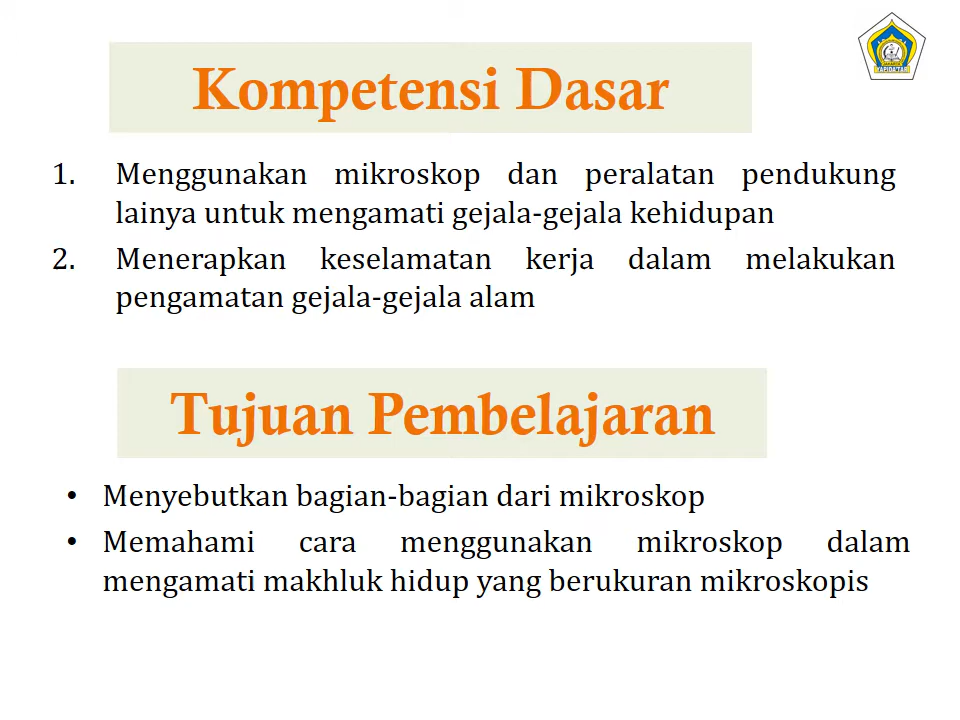 Kompetensi Dasar
1. Menggunakan mikroskop dan peralatan pendukung
lainya untuk mengamati gejala-gejala kehidupan
2. Menerapkan keselamatan kerja dalam melakukan
pengamatan gejala-gejala alam
Tujuan Pembelajaran
• Menyebutkan bagian-bagian dari mikroskop
• Memahami cara menggunakan mikroskop dalam
mengamati makhluk hidup yang berukuran mikroskopis